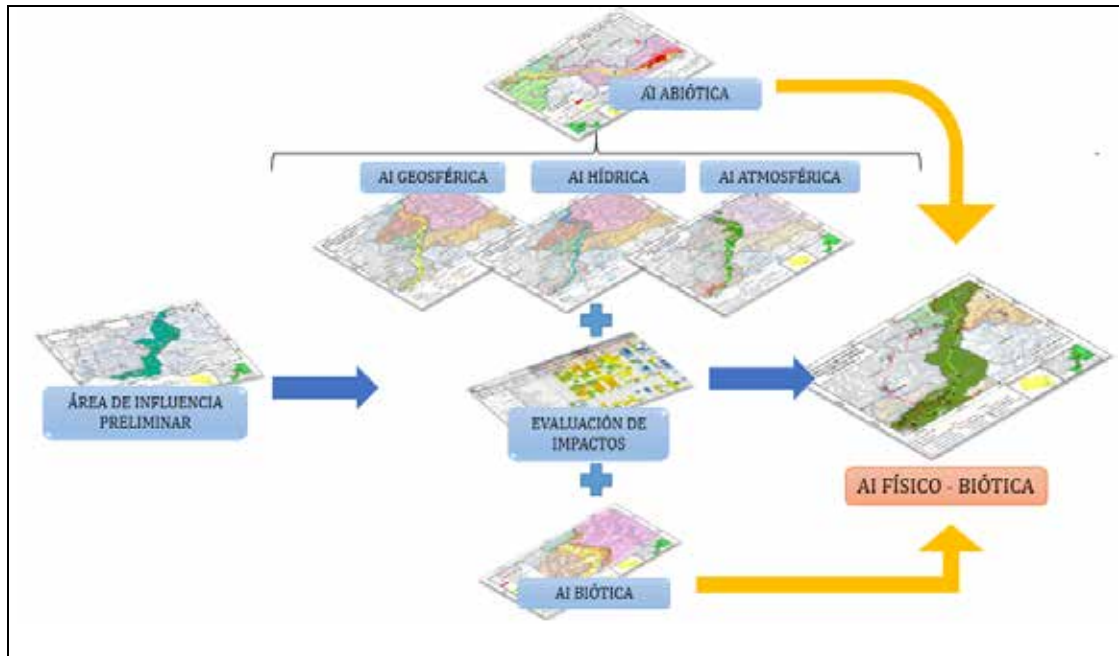 AI ABIÓTICA
AI GEOSFÉRICA
AI HÍDRICA
AI ATMOSFÉRICA
ÁREA DE INFLUENCIA
PRELIMINAR
EVALUACIÓN DE
IMPACTOS
AI FÍSICO - BIÓTICA
AI BIÓTICA